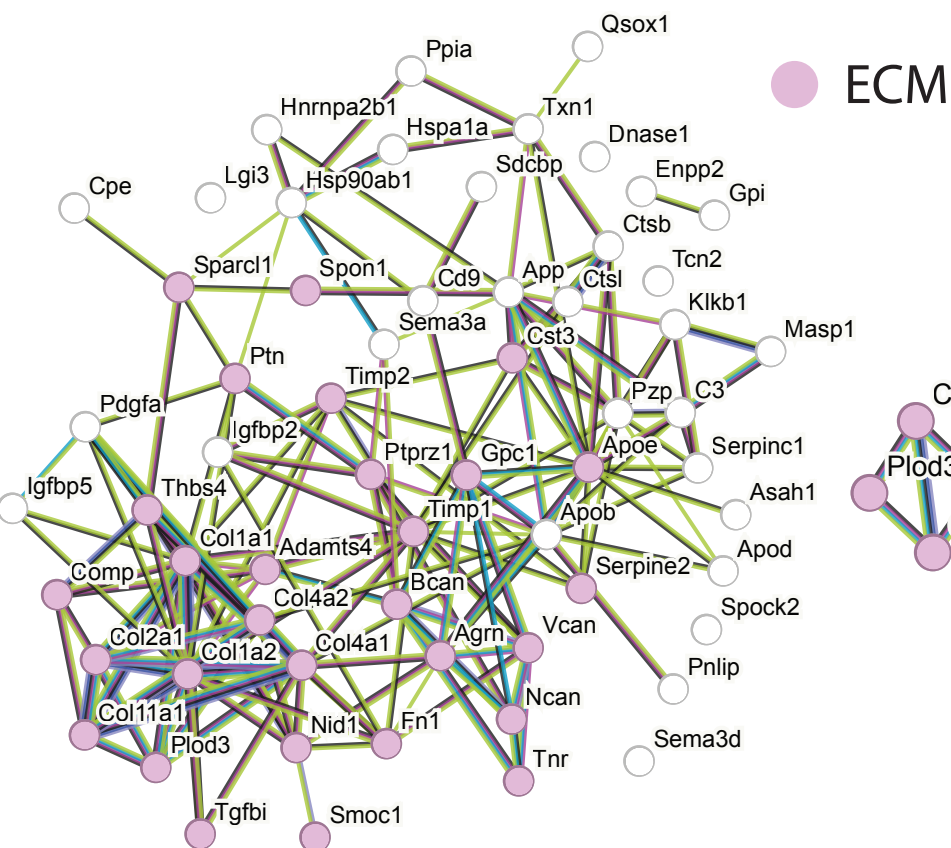 Qsox1
Ppia
ECM
Hnrnpa2b1
Txn1
Hspa1a
Dnase1
Sdcbp
Enpp2
Lgi3
Hsp90ab1
Cpe
Gpi
Ctsb
Sparcl1
Spon1
Cd9
App
Ctsl
Tcn2
Klkb1
Sema3a
Masp1
Cst3
Ptn
Timp2
Pzp
C3
Pdgfa
Igfbp2
Ptprz1
Gpc1
Apoe
Serpinc1
Plod3
Igfbp5
Thbs4
Timp1
Apob
Asah1
Col1a1
Adamts4
Apod
Comp
Bcan
Serpine2
Col4a2
Spock2
Col2a1
Col1a2
Col4a1
Agrn
Vcan
Pnlip
Ncan
Col11a1
Nid1
Fn1
Plod3
Tnr
Sema3d
Tgfbi
Smoc1